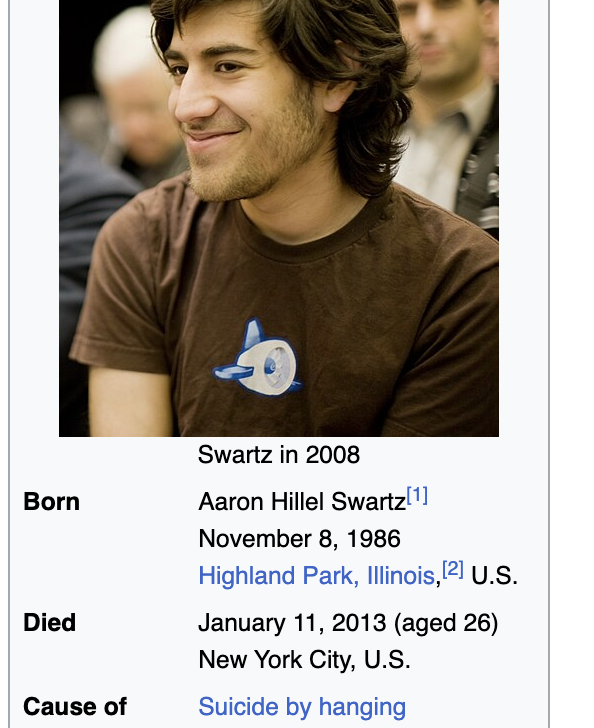 Swartz in 2008
Born Aaron Hillel Swartz[1]
November 8, 1986
Highland Park, Illinois,[2] U.S.
Died January 11, 2013 (aged 26)
New York City, U.S.
Cause of Suicide by hanging